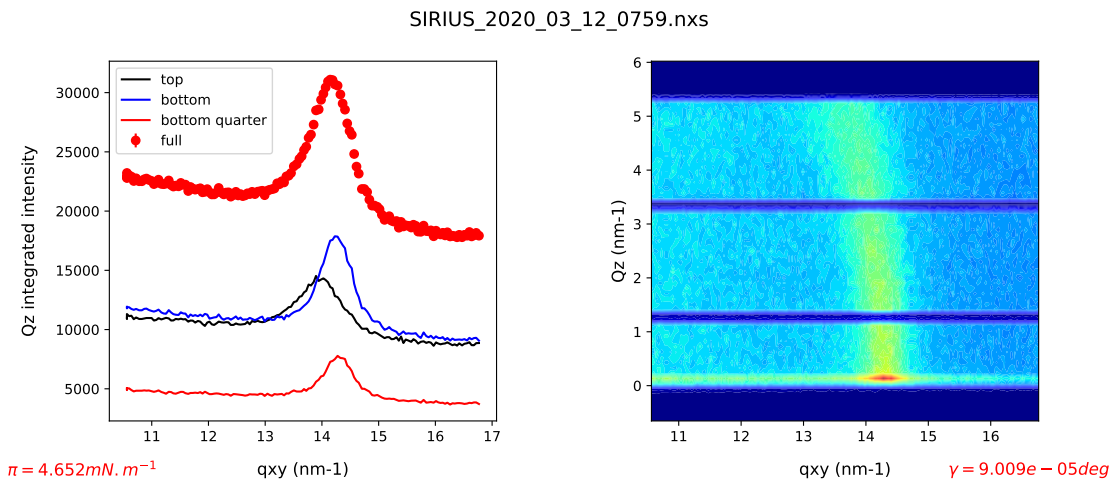 SIRIUS_2020_03_12_0759.nxs
top
bottom
bottom quarter
full
Qz integrated intensity
30000
25000
20000
15000
10000
5000
11 12 13 14 15 16 17
qxy (nm-1)
π = 4.652mN.m⁻¹
Qz (nm-1)
6
5
4
3
2
1
0
11 12 13 14 15 16
qxy (nm-1)
γ = 9.009e − 05deg